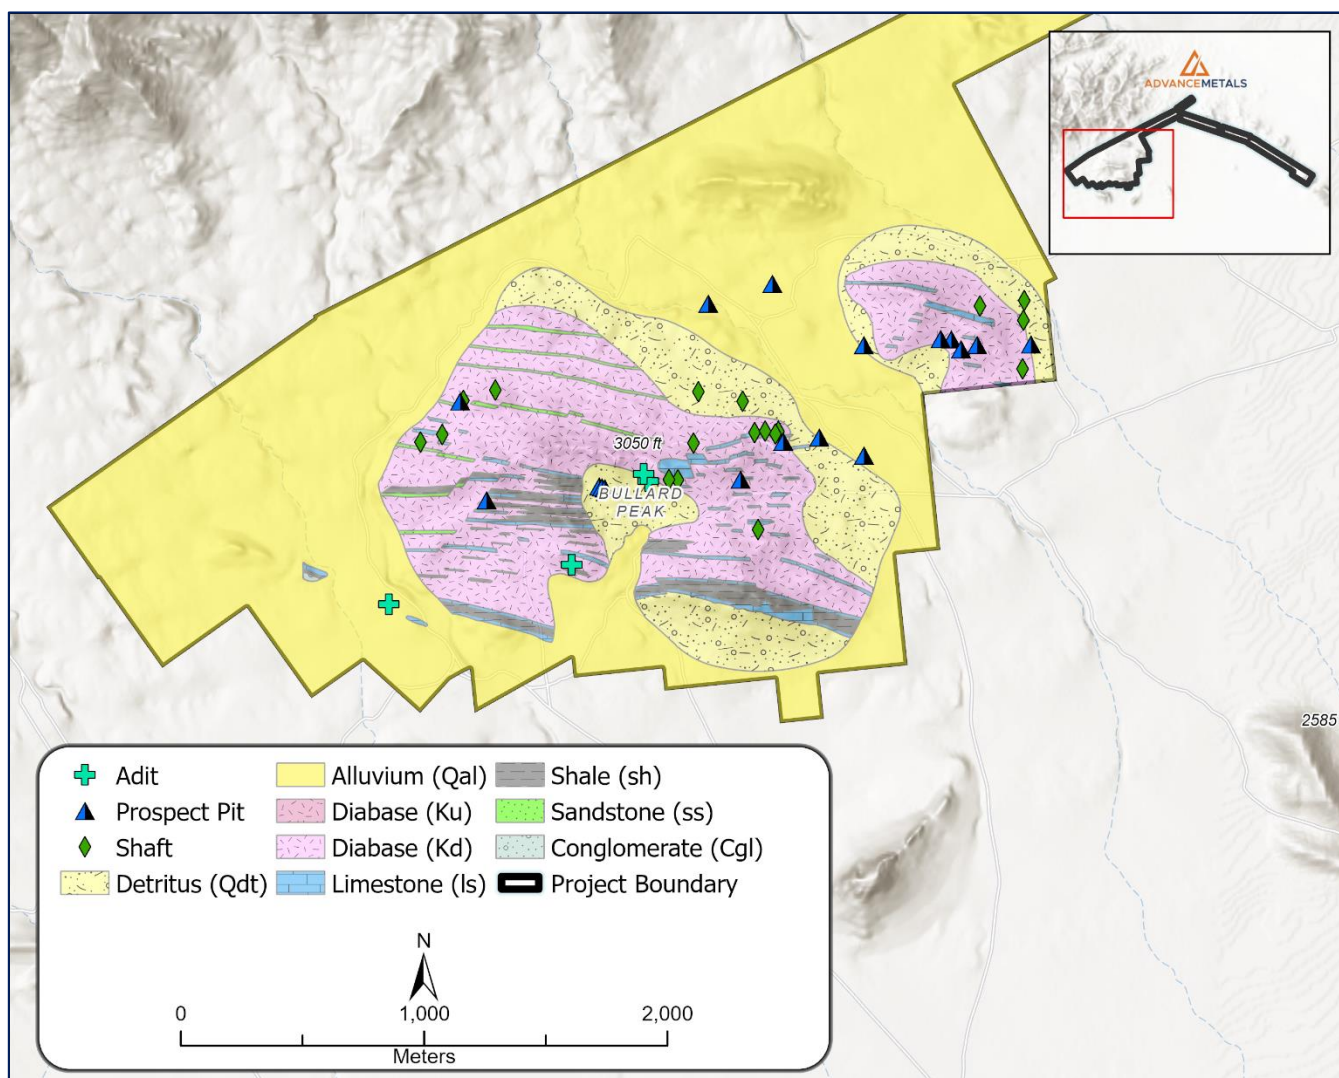 ADVANCEMETALS
3050 ft
BULLARD
PEAK
2585
Adit
Prospect Pit
Shaft
Detritus (Qdt)
Alluvium (Qal)
Diabase (Ku)
Diabase (Kd)
Limestone (ls)
Shale (sh)
Sandstone (ss)
Conglomerate (Cgl)
Project Boundary
N
0 1,000 2,000
Meters